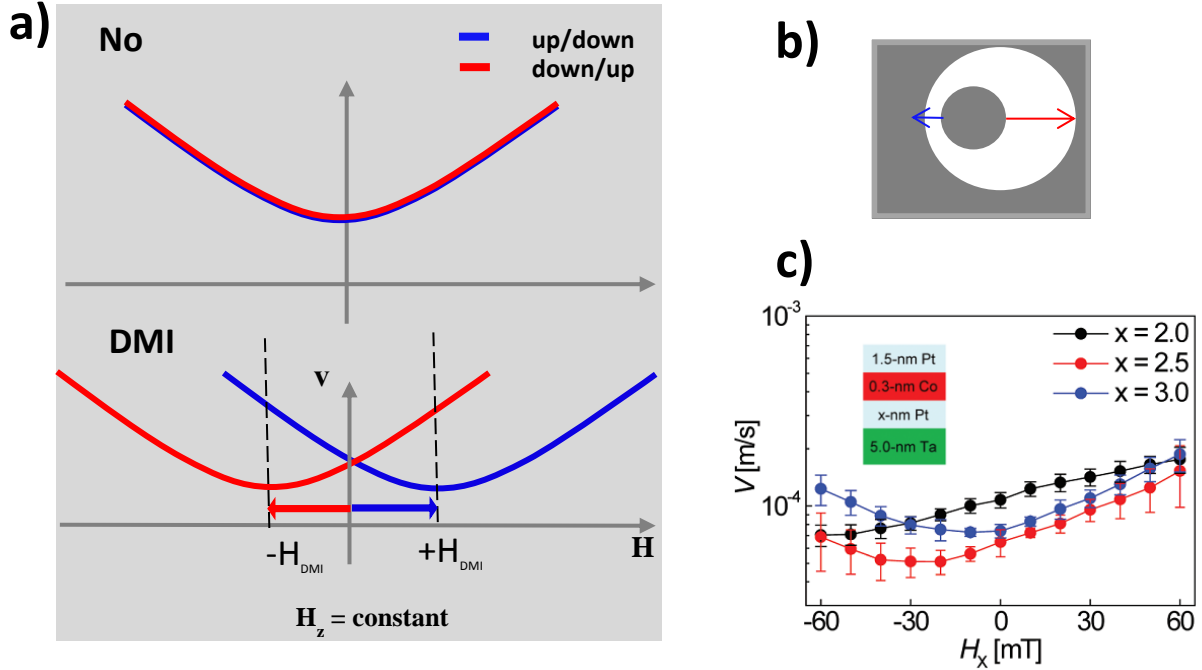 a)
No
up/down
down/up
DMI
v
H
-H_DMI
+H_DMI
H_z = constant
b)
c)
10^-3
10^-4
V [m/s]
1.5-nm Pt
0.3-nm Co
x-nm Pt
5.0-nm Ta
x = 2.0
x = 2.5
x = 3.0
-60 -30 0 30 60
H_x [mT]